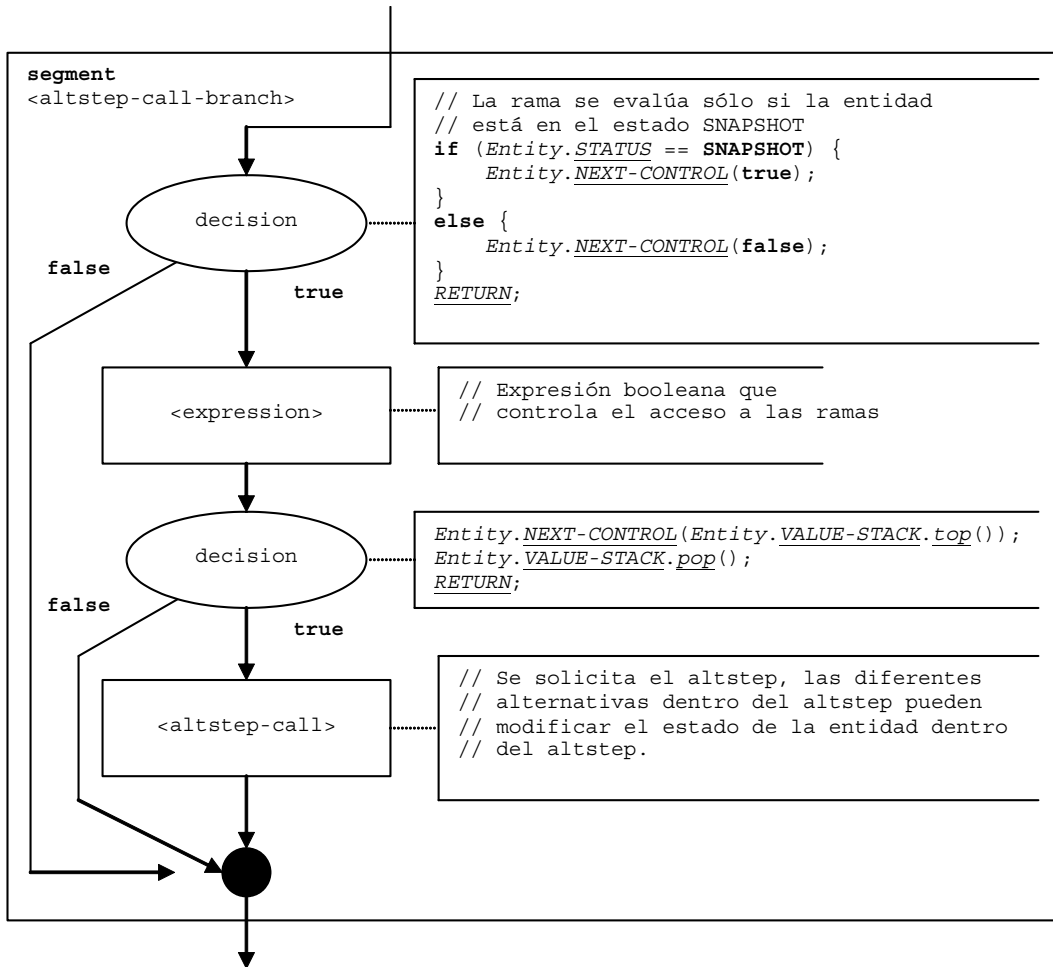 segment
<altstep-call-branch>
// La rama se evalúa sólo si la entidad
// está en el estado SNAPSHOT
if (Entity.STATUS == SNAPSHOT) {
Entity.NEXT-CONTROL(true);
}
else {
Entity.NEXT-CONTROL(false);
}
RETURN;
decision
false
true
<expression>
// Expresión booleana que
// controla el acceso a las ramas
decision
Entity.NEXT-CONTROL(Entity.VALUE-STACK.top());
Entity.VALUE-STACK.pop();
RETURN;
false
true
<altstep-call>
// Se solicita el altstep, las diferentes
// alternativas dentro del altstep pueden
// modificar el estado de la entidad dentro
// del altstep.